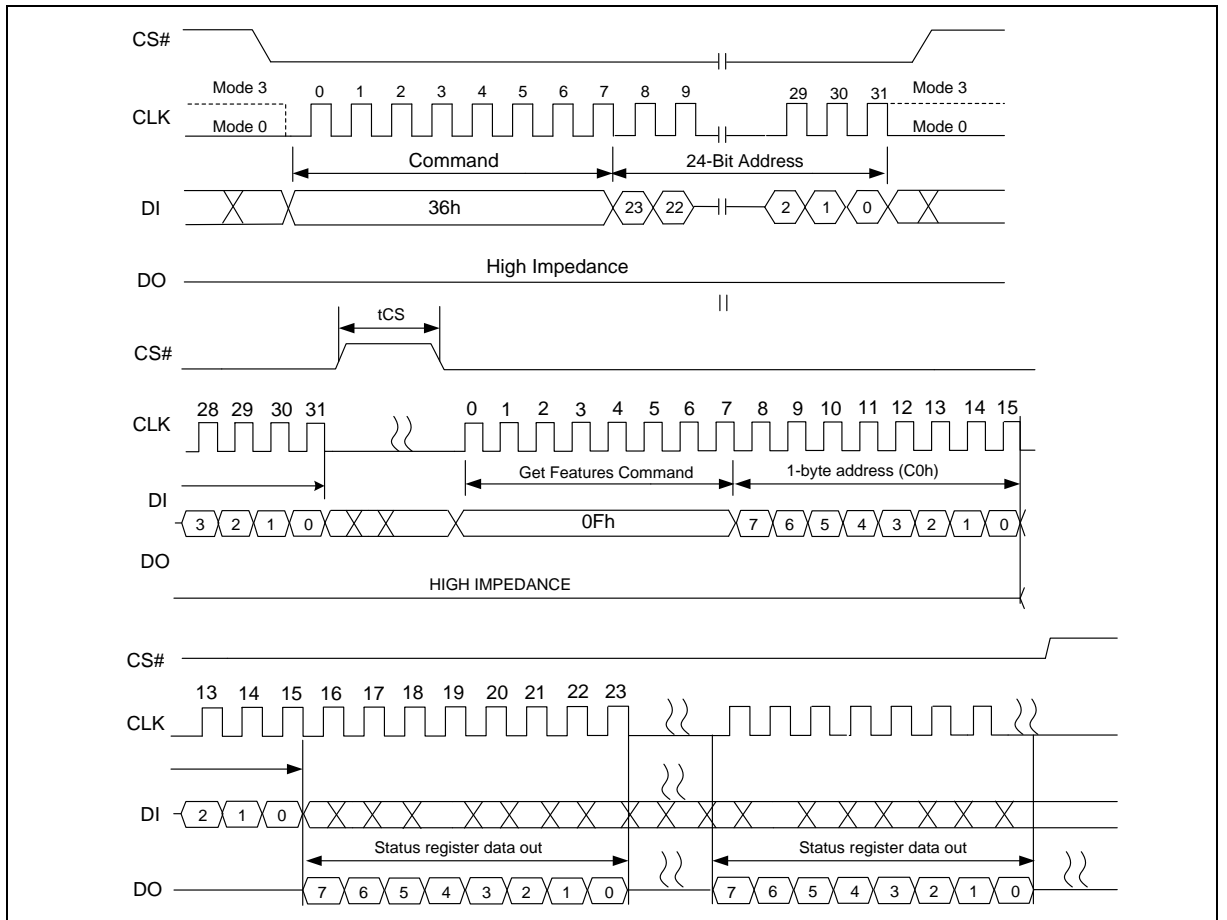 CS#
Mode 3
0 1 2 3 4 5 6 7 8 9 29 30 31
Mode 3
CLK
Mode 0
Mode 0
Command
24-Bit Address
DI
36h
23 22
2 1 0
High Impedance
DO
tCS
CS#
28 29 30 31
0 1 2 3 4 5 6 7 8 9 10 11 12 13 14 15
CLK
Get Features Command
1-byte address (C0h)
DI
3 2 1 0
0Fh
7 6 5 4 3 2 1 0
DO
HIGH IMPEDANCE
CS#
13 14 15 16 17 18 19 20 21 22 23
CLK
DI
2 1 0
Status register data out
Status register data out
DO
7 6 5 4 3 2 1 0
7 6 5 4 3 2 1 0